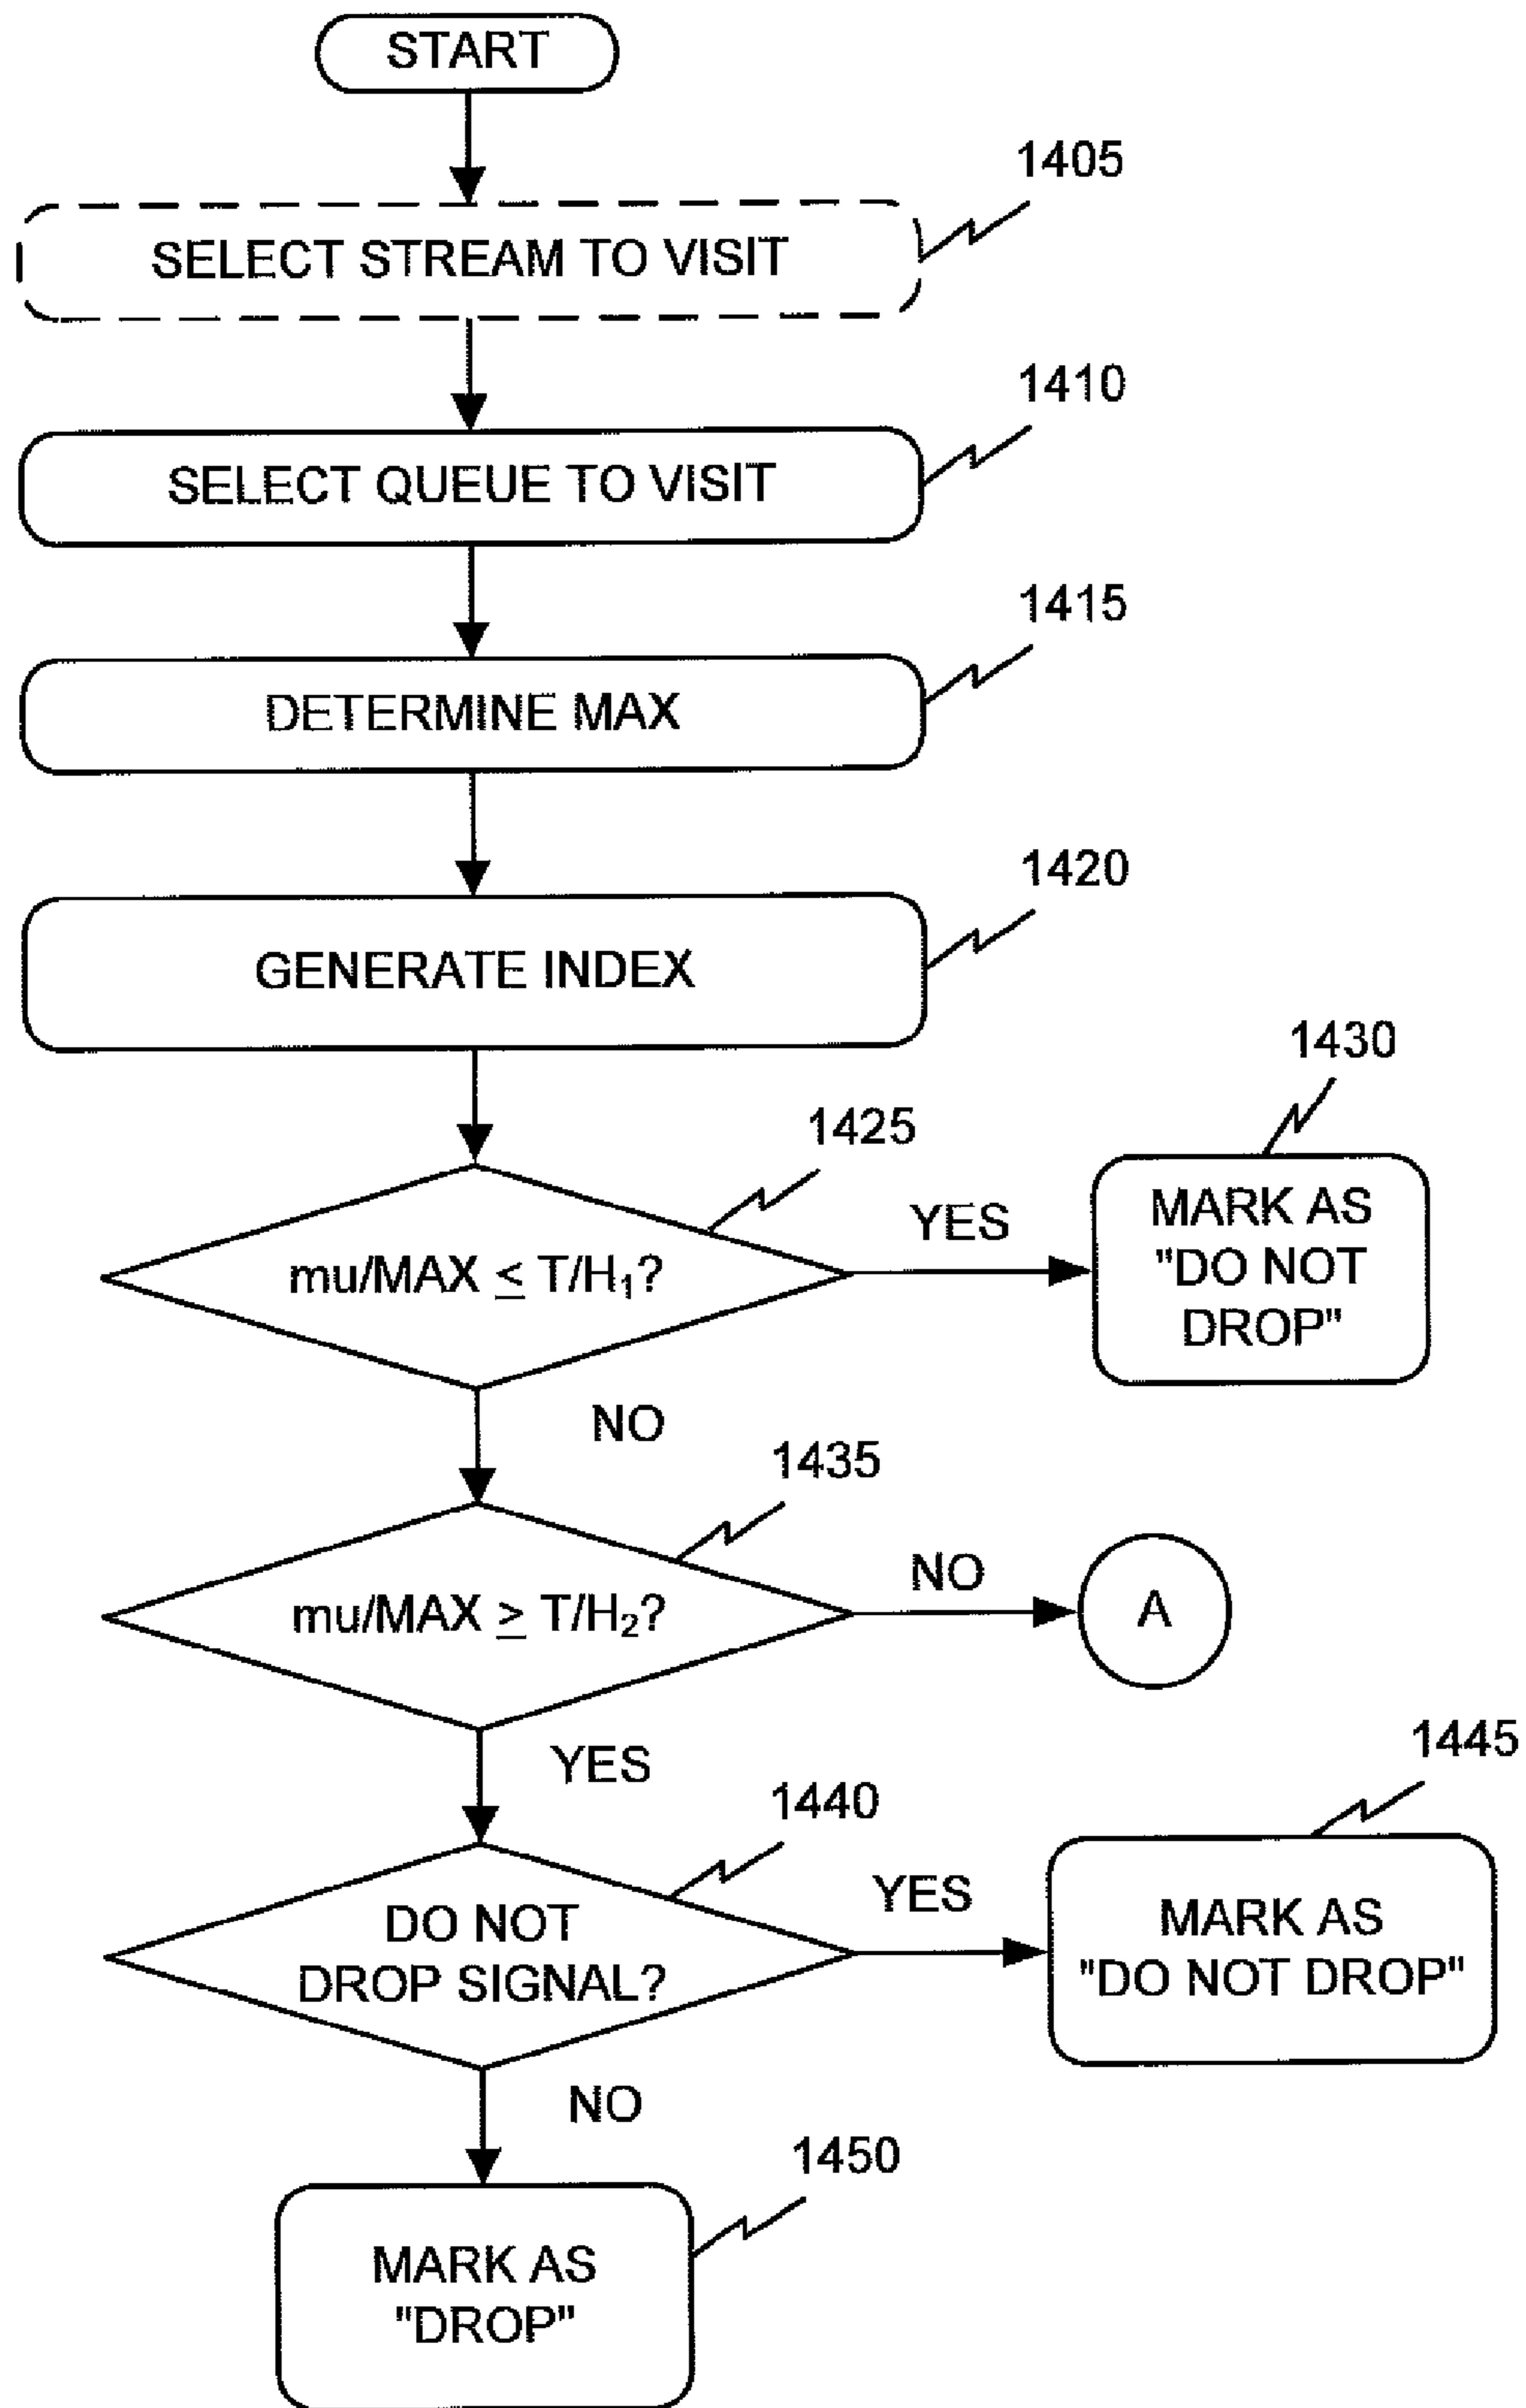 START
1405
SELECT STREAM TO VISIT
1410
SELECT QUEUE TO VISIT
1415
DETERMINE MAX
1420
GENERATE INDEX
1430
1425
MARK AS
"DO NOT
DROP"
YES
mu/MAX ≤ T/H₁?
NO
1435
NO
mu/MAX ≥ T/H₂?
A
YES
1445
1440
YES
DO NOT
DROP SIGNAL?
MARK AS
"DO NOT DROP"
NO
1450
MARK AS
"DROP"